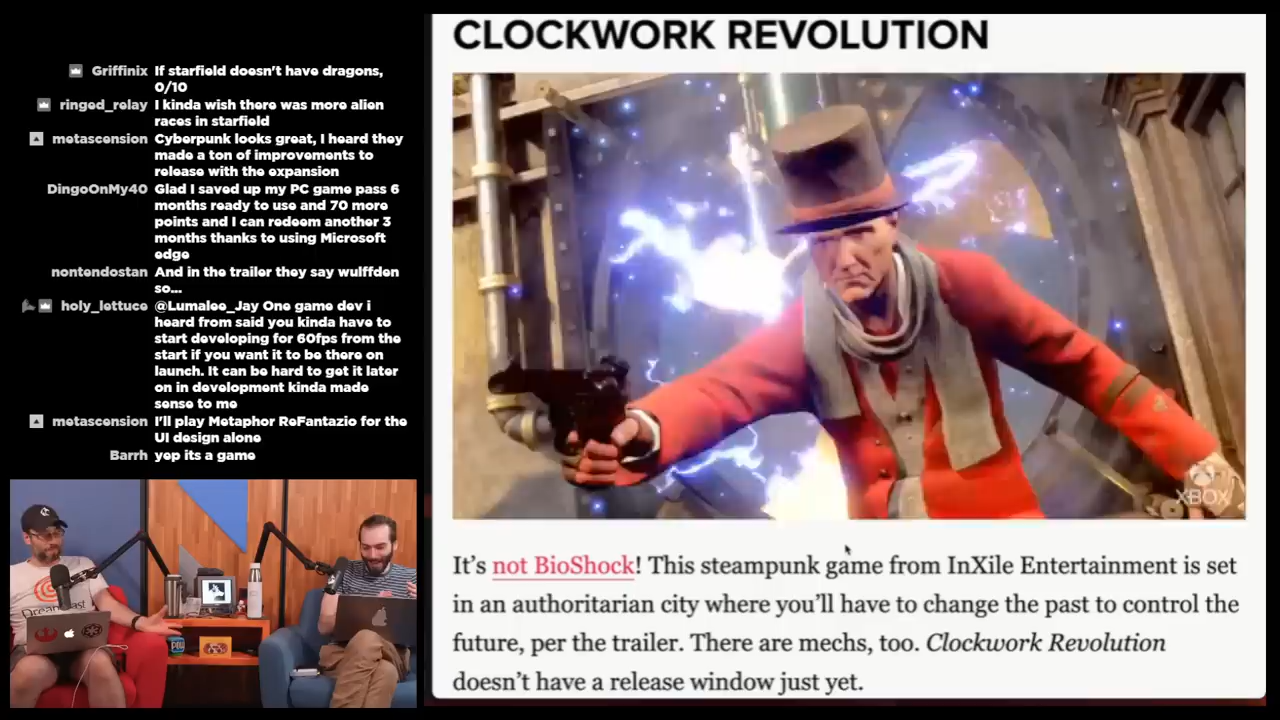 Griffinix If starfield doesn't have dragons,
0/10
ringed_relay I kinda wish there was more alien
races in starfield
metascension Cyberpunk looks great, I heard they
made a ton of improvements to
release with the expansion
DingoOnMy40 Glad I saved up my PC game pass 6
months ready to use and 70 more
points and I can redeem another 3
months thanks to using Microsoft
edge
nontendostan And in the trailer they say wulffden
so...
holy_lettuce @Lumalee_Jay One game dev i
heard from said you kinda have to
start developing for 60fps from the
start if you want it to be there on
launch. It can be hard to get it later
on in development kinda made
sense to me
metascension I'll play Metaphor ReFantazio for the
UI design alone
Barrh yep its a game
Dreamcast
CLOCKWORK REVOLUTION
XBOX
It's not BioShock! This steampunk game from InXile Entertainment is set
in an authoritarian city where you'll have to change the past to control the
future, per the trailer. There are mechs, too. Clockwork Revolution
doesn't have a release window just yet.